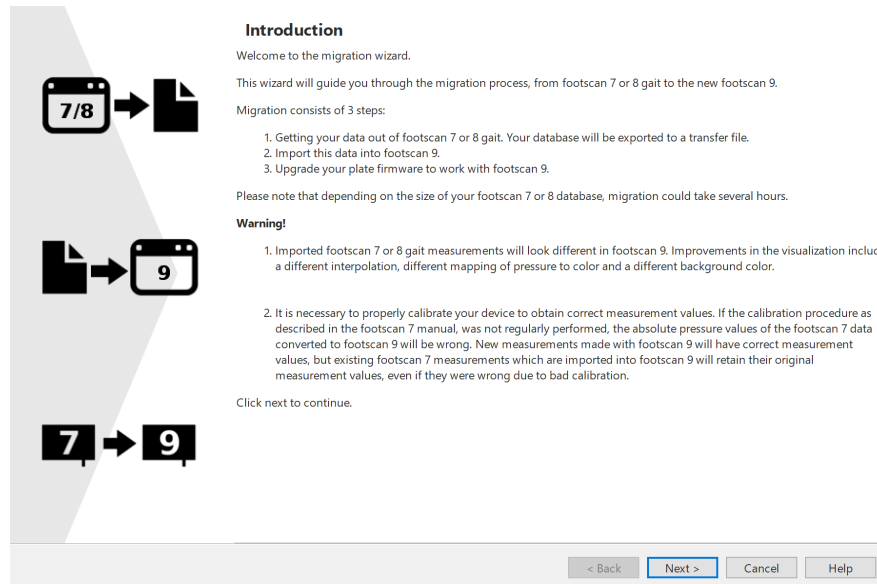 Introduction
Welcome to the migration wizard.
This wizard will guide you through the migration process, from footscan 7 or 8 gait to the new footscan 9.
7/8
Migration consists of 3 steps:
1. Getting your data out of footscan 7 or 8 gait. Your database will be exported to a transfer file.
2. Import this data into footscan 9.
3. Upgrade your plate firmware to work with footscan 9.
Please note that depending on the size of your footscan 7 or 8 database, migration could take several hours.
Warning!
1. Imported footscan 7 or 8 gait measurements will look different in footscan 9. Improvements in the visualization includ
a different interpolation, different mapping of pressure to color and a different background color.
9
2. It is necessary to properly calibrate your device to obtain correct measurement values. If the calibration procedure as
described in the footscan 7 manual, was not regularly performed, the absolute pressure values of the footscan 7 data
converted to footscan 9 will be wrong. New measurements made with footscan 9 will have correct measurement
values, but existing footscan 7 measurements which are imported into footscan 9 will retain their original
measurement values, even if they were wrong due to bad calibration.
Click next to continue.
7 9
< Back Next > Cancel Help